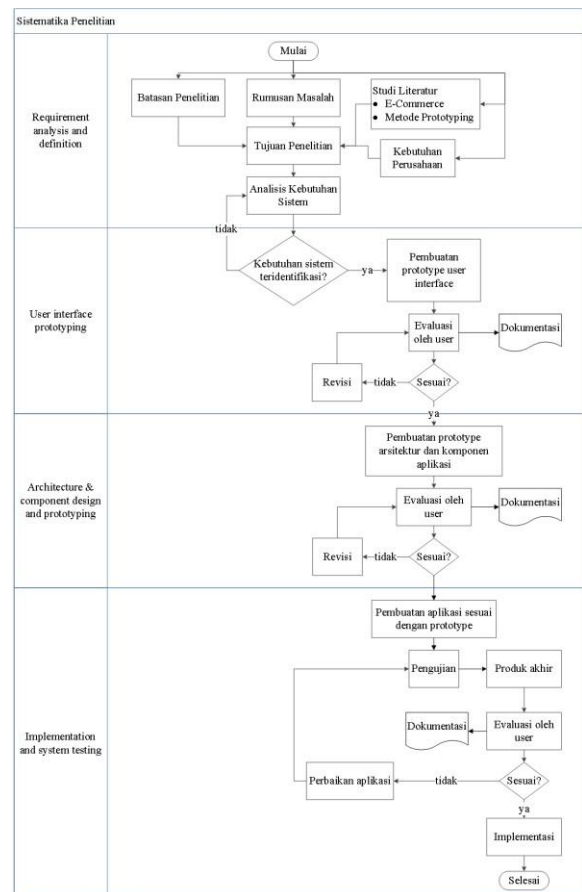 Sistematika Penelitian
Requirement
analysis and
definition
Mulai
Batasan Penelitian
Rumusan Masalah
Studi Literatur
● E-Commerce
● Metode Prototyping
Tujuan Penelitian
Kebutuhan
Perusahaan
Analisis Kebutuhan
Sistem
tidak
User interface
prototyping
Kebutuhan sistem
teridentifikasi?
ya
Pembuatan
prototype user
interface
Evaluasi
oleh user
Dokumentasi
Revisi
tidak
Sesuai?
ya
Architecture &
component design
and prototyping
Pembuatan prototype
arsitektur dan komponen
aplikasi
Evaluasi oleh
user
Dokumentasi
Revisi
tidak
Sesuai?
Implementation
and system testing
Pembuatan aplikasi sesuai
dengan prototype
Pengujian
Produk akhir
Dokumentasi
Evaluasi oleh
user
Perbaikan aplikasi
tidak
Sesuai?
ya
Implementasi
Selesai